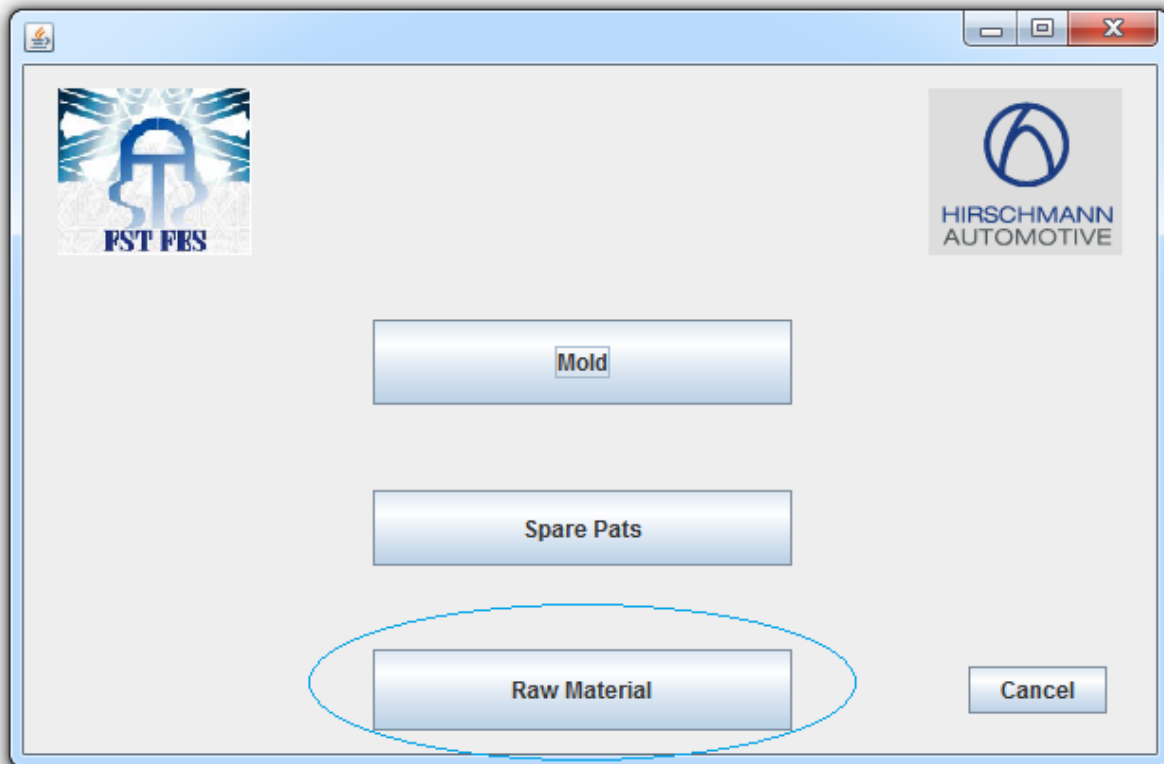 FST FES
HIRSCHMANN
AUTOMOTIVE
Mold
Spare Pats
Raw Material
Cancel